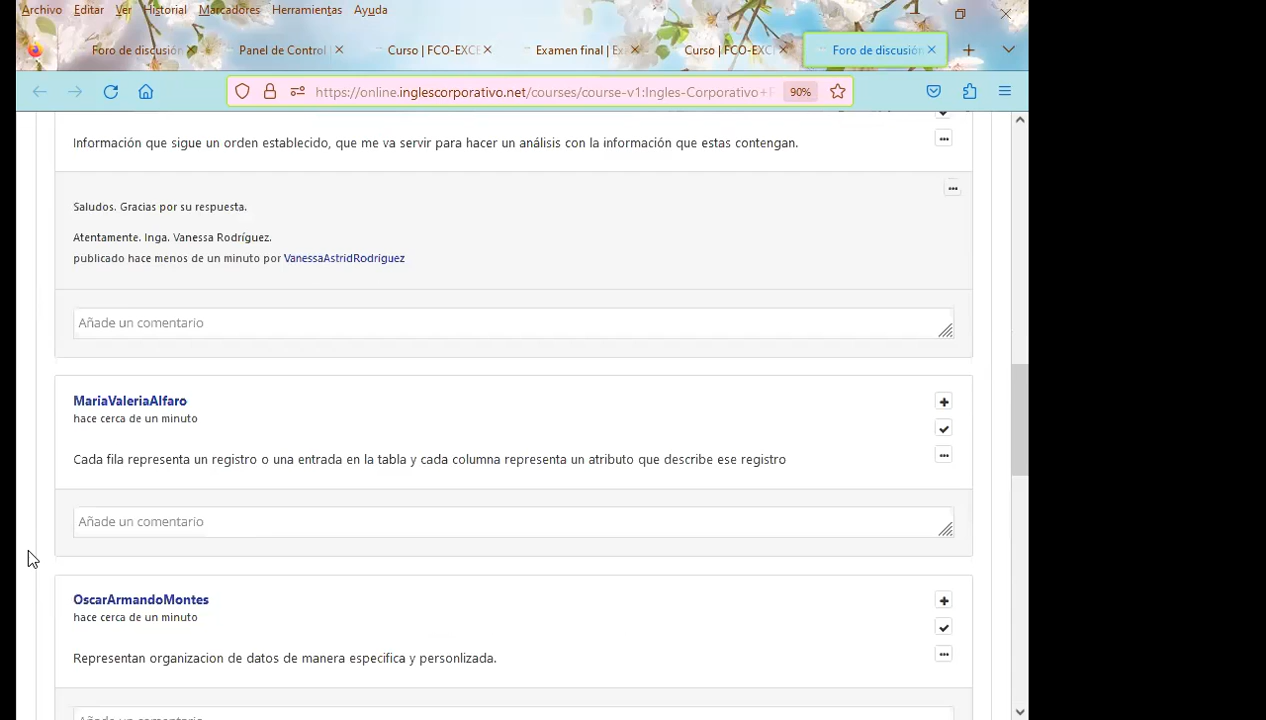 Archivo Editar Ver Historial Marcadores Herramientas Ayuda
Foro de discusión Panel de Control Curso | FCO-EXCE Examen final | Exc Curso | FCO-EXC Foro de discusión
https://online.inglescorporativo.net/courses/course-v1:Ingles-Corporativo+ 90%
Información que sigue un orden establecido, que me va servir para hacer un análisis con la información que estas contengan.
Saludos. Gracias por su respuesta.
Atentamente. Inga. Vanessa Rodríguez.
publicado hace menos de un minuto por VanessaAstridRodriguez
Añade un comentario
MariaValeriaAlfaro
hace cerca de un minuto
Cada fila representa un registro o una entrada en la tabla y cada columna representa un atributo que describe ese registro
Añade un comentario
OscarArmandoMontes
hace cerca de un minuto
Representan organizacion de datos de manera especifica y personlizada.
Añade un comentario